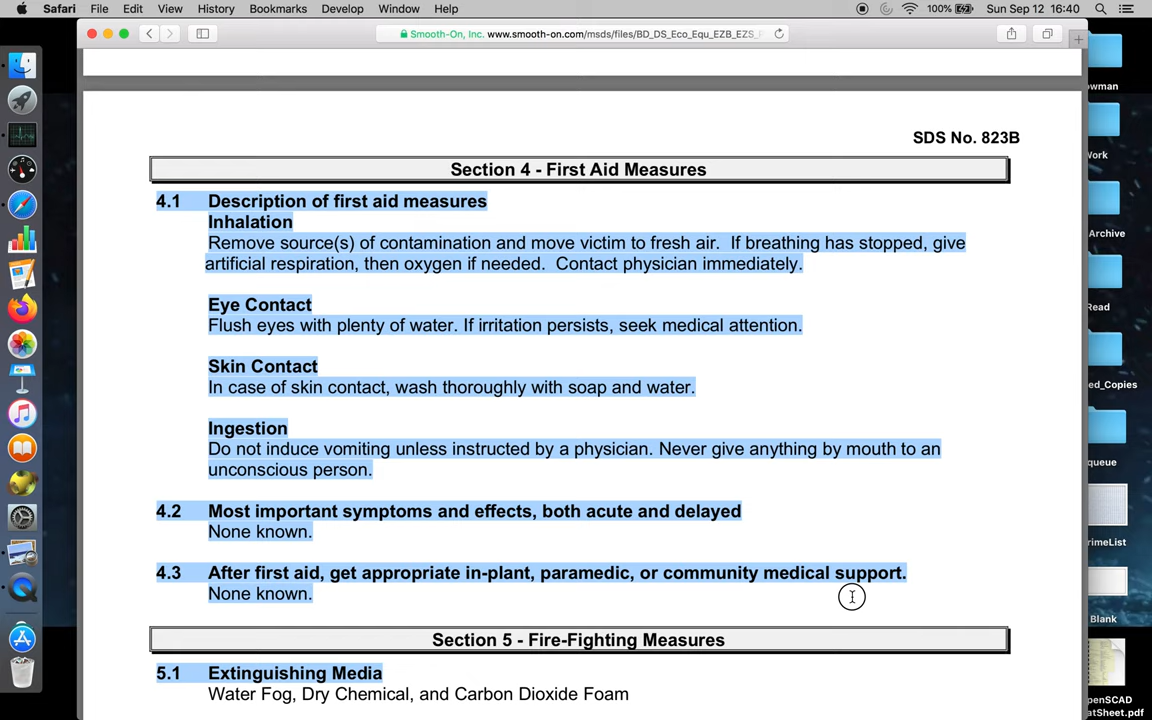 Safari File Edit View History Bookmarks Develop Window Help 100% Sun Sep 12 16:40
Smooth-On, Inc. www.smooth-on.com/msds/files/BD_DS_Eco_Equ_EZB_EZS_
SDS No. 823B
Section 4 - First Aid Measures
4.1 Description of first aid measures
Inhalation
Remove source(s) of contamination and move victim to fresh air. If breathing has stopped, give
artificial respiration, then oxygen if needed. Contact physician immediately.
Eye Contact
Flush eyes with plenty of water. If irritation persists, seek medical attention.
Skin Contact
In case of skin contact, wash thoroughly with soap and water.
Ingestion
Do not induce vomiting unless instructed by a physician. Never give anything by mouth to an
unconscious person.
4.2 Most important symptoms and effects, both acute and delayed
None known.
4.3 After first aid, get appropriate in-plant, paramedic, or community medical support.
None known.
Section 5 - Fire-Fighting Measures
5.1 Extinguishing Media
Water Fog, Dry Chemical, and Carbon Dioxide Foam
wman
Work
Archive
Read
ed_Copies
queue
rimeList
Blank
penSCAD
atSheet.pdf